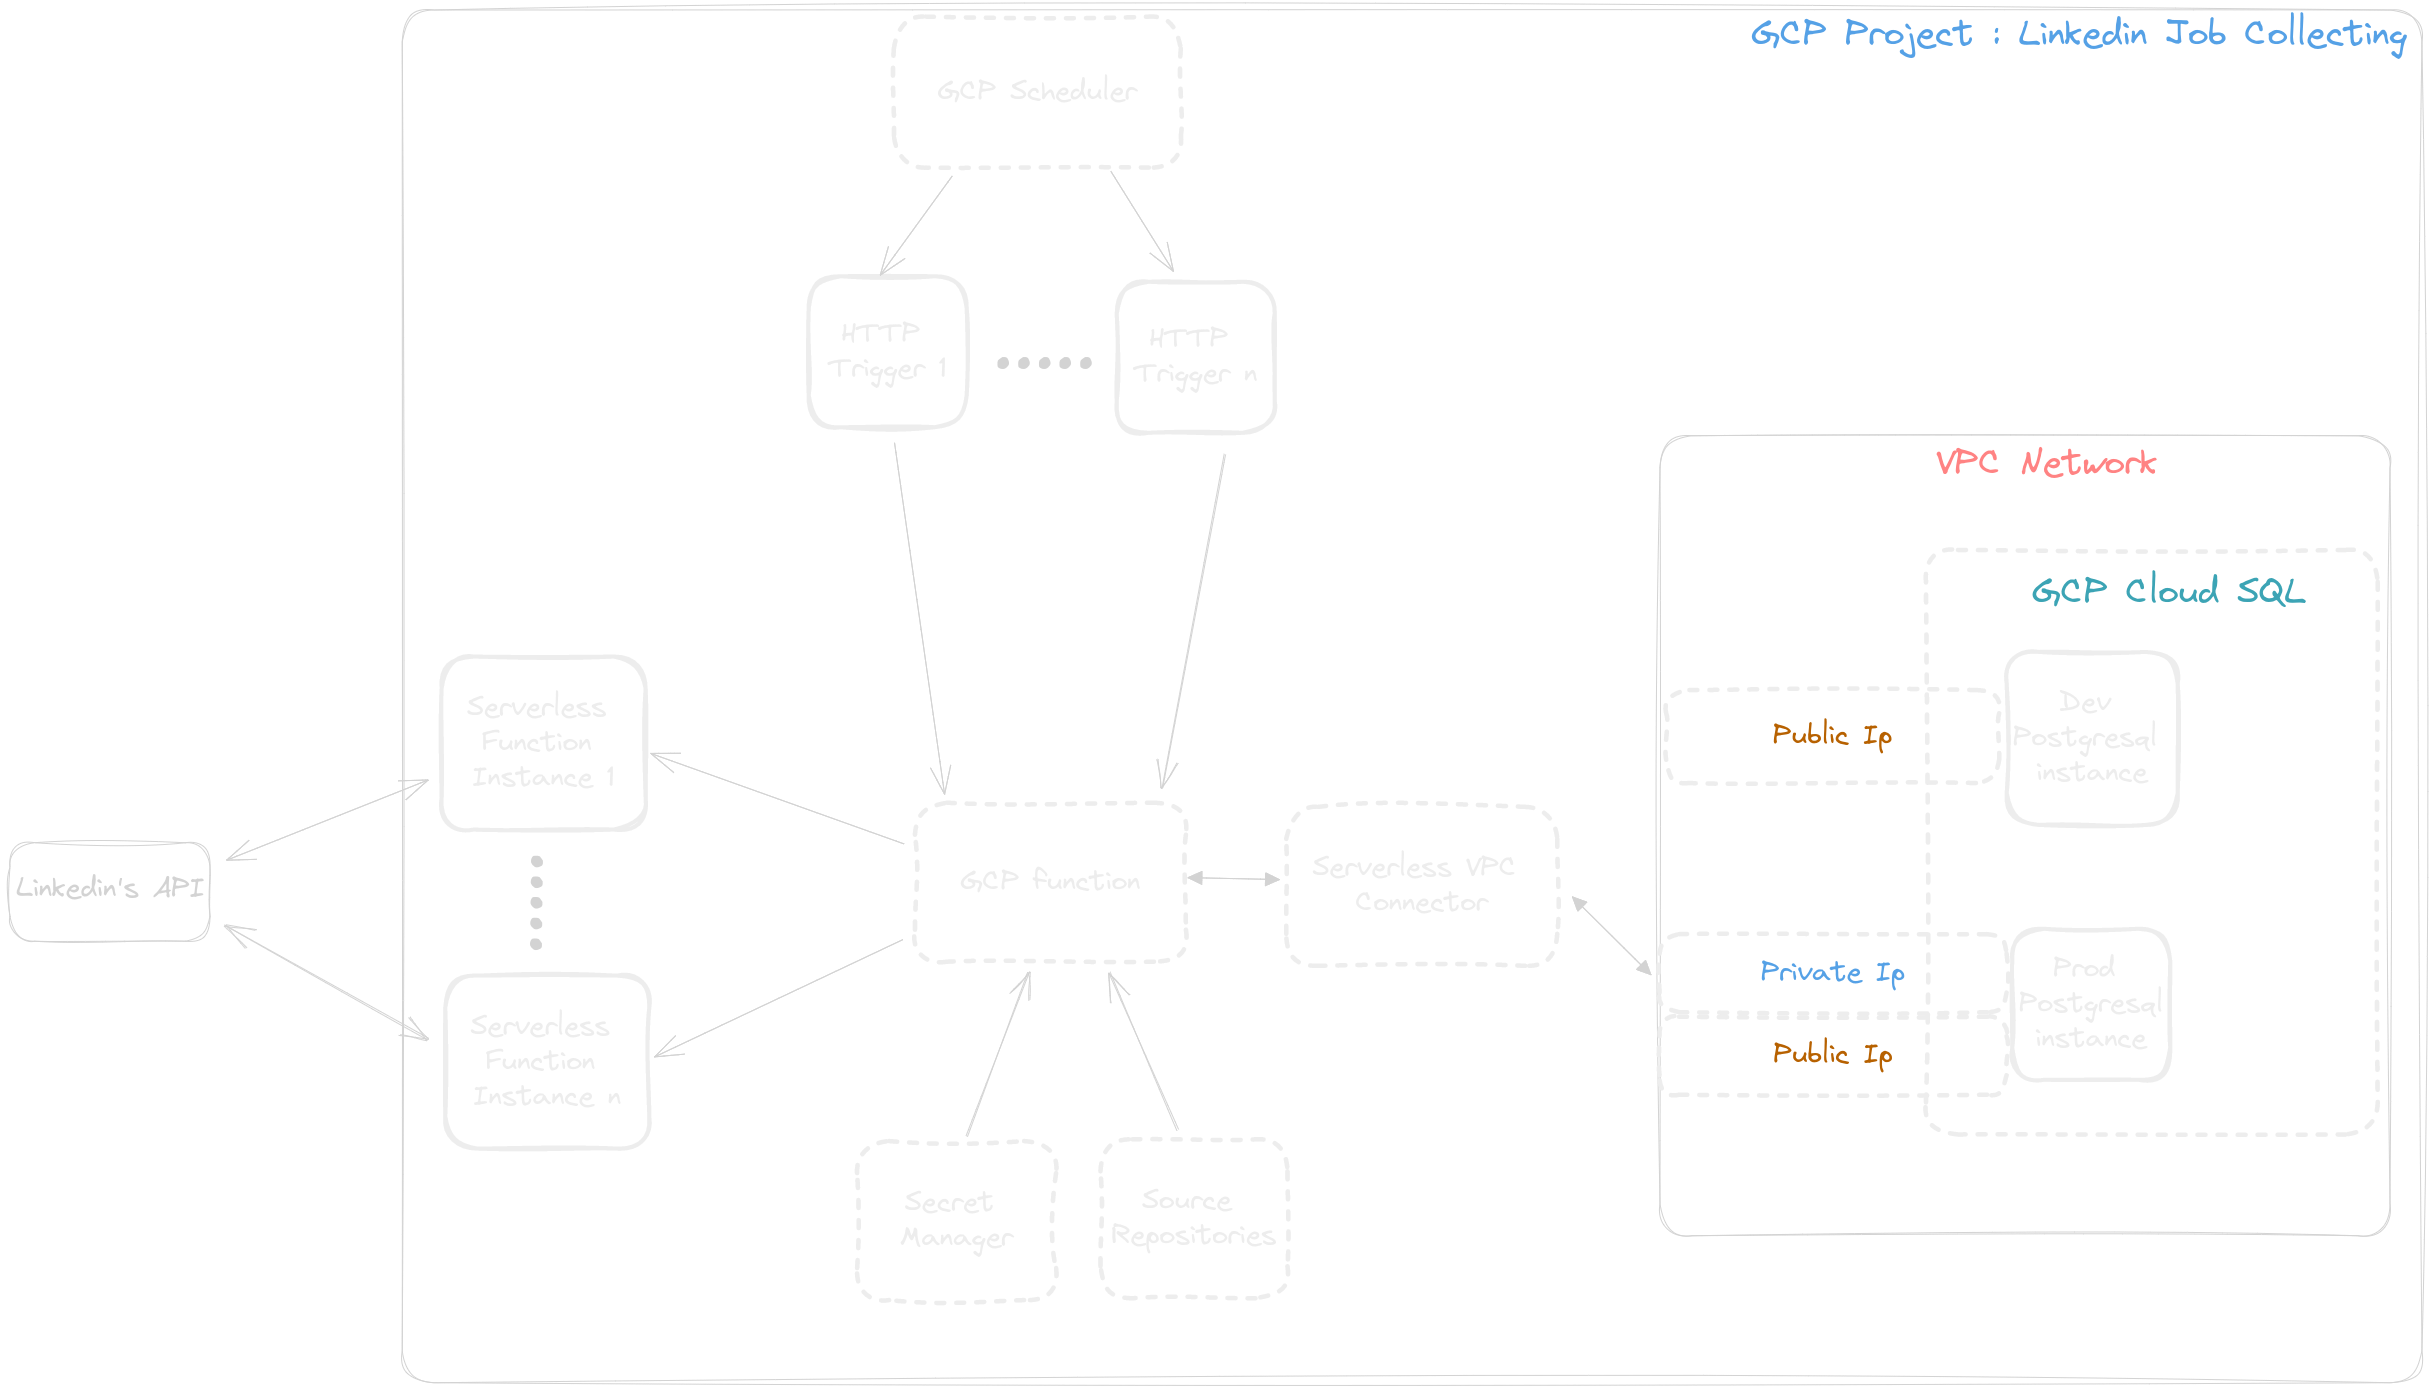 GCP Project : Linkedin Job Collecting
GCP Scheduler
HTTP
Trigger 1
HTTP
Trigger n
VPC Network
GCP Cloud SQL
Serverless
Function
Instance 1
Dev
Postgresql
instance
Public Ip
Linkedin's API
GCP function
Serverless VPC
Connector
Private Ip
Prod
Postgresql
instance
Public Ip
Serverless
Function
Instance n
Secret
Manager
Source
Repositories